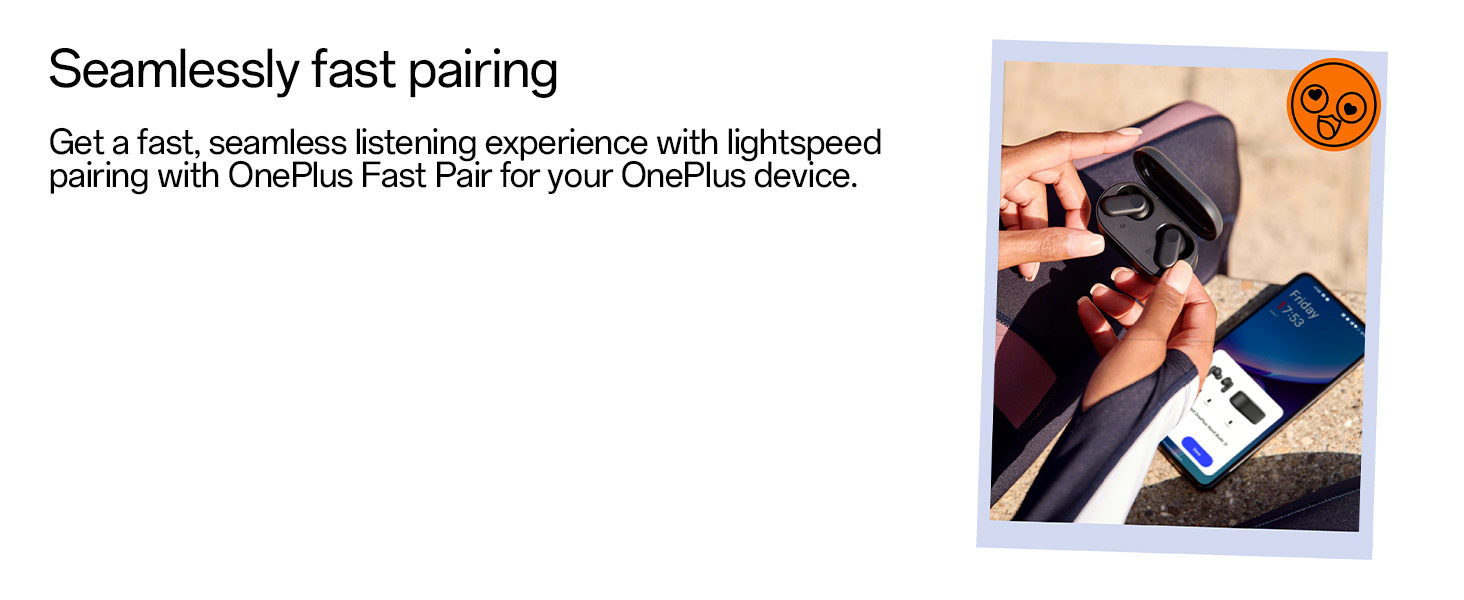 Seamlessly fast pairing
Get a fast, seamless listening experience with lightspeed
pairing with OnePlus Fast Pair for your OnePlus device.
Friday
17:53